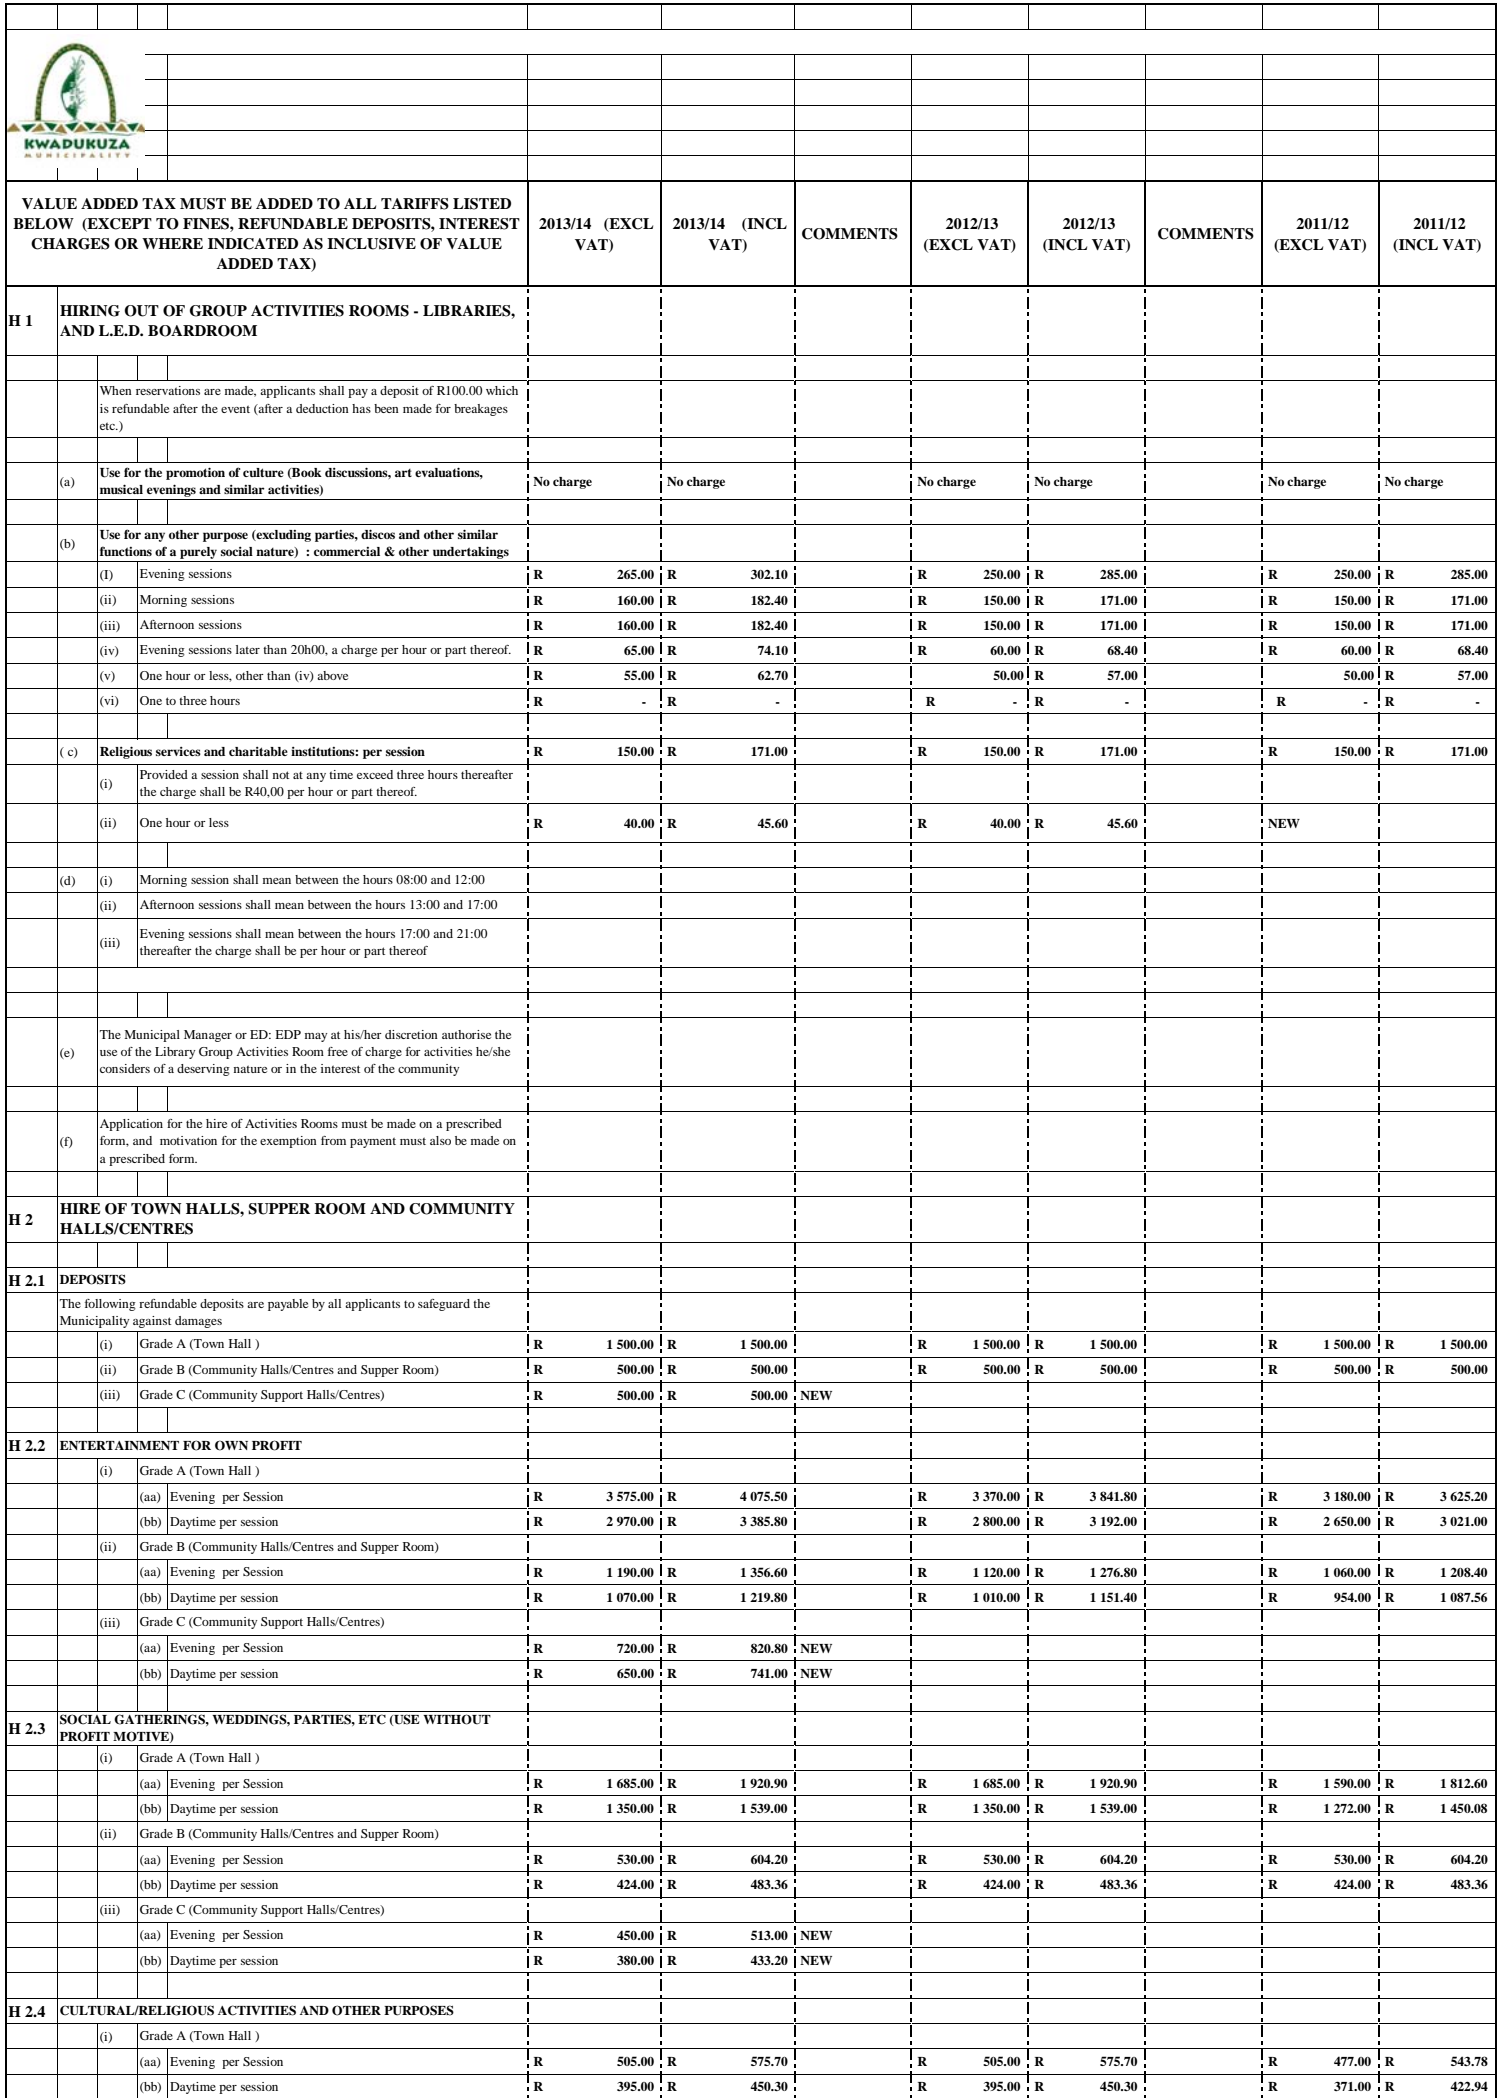 KWADUKUZA
MUNICIPALITY
VALUE ADDED TAX MUST BE ADDED TO ALL TARIFFS LISTED
BELOW (EXCEPT TO FINES, REFUNDABLE DEPOSITS, INTEREST
CHARGES OR WHERE INDICATED AS INCLUSIVE OF VALUE
ADDED TAX)
2013/14 (EXCL VAT) 2013/14 (INCL VAT) COMMENTS 2012/13 (EXCL VAT) 2012/13 (INCL VAT) COMMENTS 2011/12 (EXCL VAT) 2011/12 (INCL VAT)
H 1 HIRING OUT OF GROUP ACTIVITIES ROOMS - LIBRARIES,
AND L.E.D. BOARDROOM
When reservations are made, applicants shall pay a deposit of R100.00 which
is refundable after the event (after a deduction has been made for breakages
etc.)
(a) Use for the promotion of culture (Book discussions, art evaluations,
musical evenings and similar activities) No charge No charge No charge No charge No charge No charge
(b) Use for any other purpose (excluding parties, discos and other similar
functions of a purely social nature) : commercial & other undertakings
(I) Evening sessions R 265.00 R 302.10 R 250.00 R 285.00 R 250.00 R 285.00
(ii) Morning sessions R 160.00 R 182.40 R 150.00 R 171.00 R 150.00 R 171.00
(iii) Afternoon sessions R 160.00 R 182.40 R 150.00 R 171.00 R 150.00 R 171.00
(iv) Evening sessions later than 20h00, a charge per hour or part thereof. R 65.00 R 74.10 R 60.00 R 68.40 R 60.00 R 68.40
(v) One hour or less, other than (iv) above R 55.00 R 62.70 50.00 R 57.00 50.00 R 57.00
(vi) One to three hours R - R - R - R - R - R -
( c) Religious services and charitable institutions: per session R 150.00 R 171.00 R 150.00 R 171.00 R 150.00 R 171.00
(i) Provided a session shall not at any time exceed three hours thereafter
the charge shall be R40,00 per hour or part thereof.
(ii) One hour or less R 40.00 R 45.60 R 40.00 R 45.60 NEW
(d) (i) Morning session shall mean between the hours 08:00 and 12:00
(ii) Afternoon sessions shall mean between the hours 13:00 and 17:00
(iii) Evening sessions shall mean between the hours 17:00 and 21:00
thereafter the charge shall be per hour or part thereof
(e) The Municipal Manager or ED: EDP may at his/her discretion authorise the
use of the Library Group Activities Room free of charge for activities he/she
considers of a deserving nature or in the interest of the community
(f) Application for the hire of Activities Rooms must be made on a prescribed
form, and motivation for the exemption from payment must also be made on
a prescribed form.
H 2 HIRE OF TOWN HALLS, SUPPER ROOM AND COMMUNITY
HALLS/CENTRES
H 2.1 DEPOSITS
The following refundable deposits are payable by all applicants to safeguard the
Municipality against damages
(i) Grade A (Town Hall ) R 1 500.00 R 1 500.00 R 1 500.00 R 1 500.00 R 1 500.00 R 1 500.00
(ii) Grade B (Community Halls/Centres and Supper Room) R 500.00 R 500.00 R 500.00 R 500.00 R 500.00 R 500.00
(iii) Grade C (Community Support Halls/Centres) R 500.00 R 500.00 NEW
H 2.2 ENTERTAINMENT FOR OWN PROFIT
(i) Grade A (Town Hall )
(aa) Evening per Session R 3 575.00 R 4 075.50 R 3 370.00 R 3 841.80 R 3 180.00 R 3 625.20
(bb) Daytime per session R 2 970.00 R 3 385.80 R 2 800.00 R 3 192.00 R 2 650.00 R 3 021.00
(ii) Grade B (Community Halls/Centres and Supper Room)
(aa) Evening per Session R 1 190.00 R 1 356.60 R 1 120.00 R 1 276.80 R 1 060.00 R 1 208.40
(bb) Daytime per session R 1 070.00 R 1 219.80 R 1 010.00 R 1 151.40 R 954.00 R 1 087.56
(iii) Grade C (Community Support Halls/Centres)
(aa) Evening per Session R 720.00 R 820.80 NEW
(bb) Daytime per session R 650.00 R 741.00 NEW
H 2.3 SOCIAL GATHERINGS, WEDDINGS, PARTIES, ETC (USE WITHOUT
PROFIT MOTIVE)
(i) Grade A (Town Hall )
(aa) Evening per Session R 1 685.00 R 1 920.90 R 1 685.00 R 1 920.90 R 1 590.00 R 1 812.60
(bb) Daytime per session R 1 350.00 R 1 539.00 R 1 350.00 R 1 539.00 R 1 272.00 R 1 450.08
(ii) Grade B (Community Halls/Centres and Supper Room)
(aa) Evening per Session R 530.00 R 604.20 R 530.00 R 604.20 R 530.00 R 604.20
(bb) Daytime per session R 424.00 R 483.36 R 424.00 R 483.36 R 424.00 R 483.36
(iii) Grade C (Community Support Halls/Centres)
(aa) Evening per Session R 450.00 R 513.00 NEW
(bb) Daytime per session R 380.00 R 433.20 NEW
H 2.4 CULTURAL/RELIGIOUS ACTIVITIES AND OTHER PURPOSES
(i) Grade A (Town Hall )
(aa) Evening per Session R 505.00 R 575.70 R 505.00 R 575.70 R 477.00 R 543.78
(bb) Daytime per session R 395.00 R 450.30 R 395.00 R 450.30 R 371.00 R 422.94